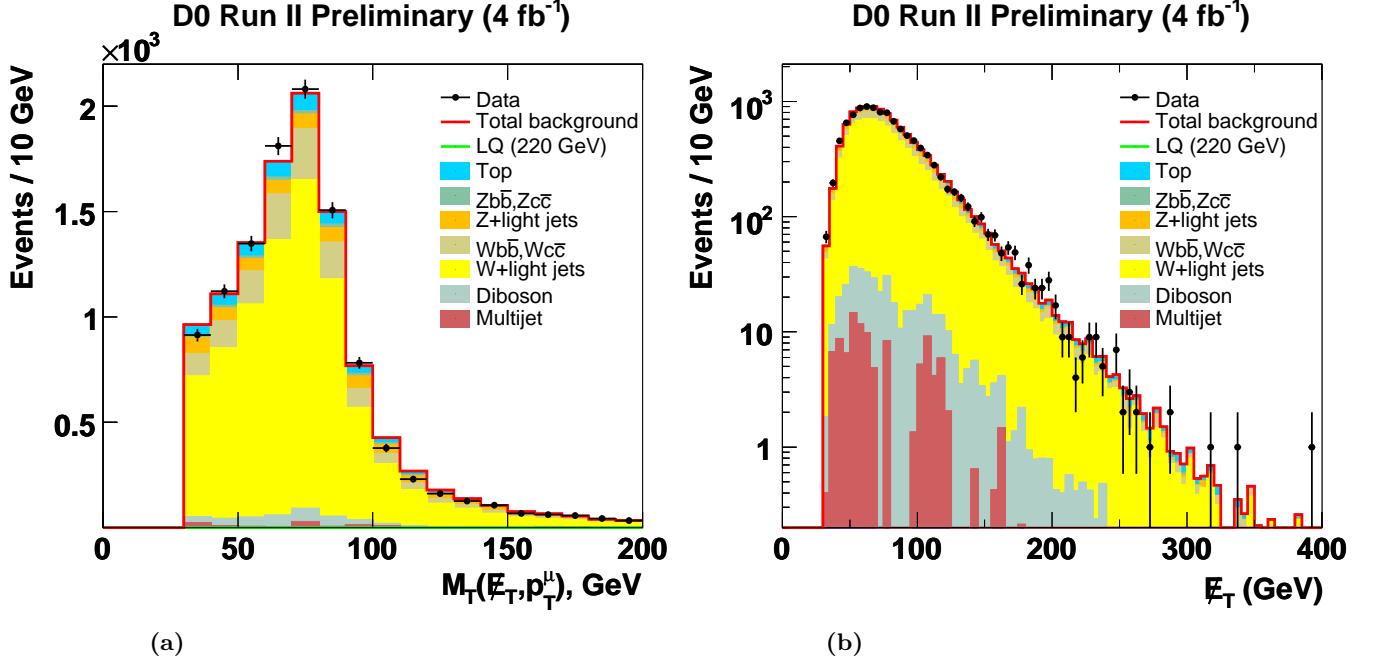 D0 Run II Preliminary (4 fb⁻¹)
×10³
Events / 10 GeV
2
1.5
1
0.5
0 50 100 150 200
M_T(E̸_T,p_T^μ), GeV
Data
Total background
LQ (220 GeV)
Top
Zbb̄,Zcc̄
Z+light jets
Wbb̄,Wcc̄
W+light jets
Diboson
Multijet
(a)
D0 Run II Preliminary (4 fb⁻¹)
Events / 10 GeV
10³
10²
10
1
0 100 200 300 400
E̸_T (GeV)
Data
Total background
LQ (220 GeV)
Top
Zbb̄,Zcc̄
Z+light jets
Wbb̄,Wcc̄
W+light jets
Diboson
Multijet
(b)